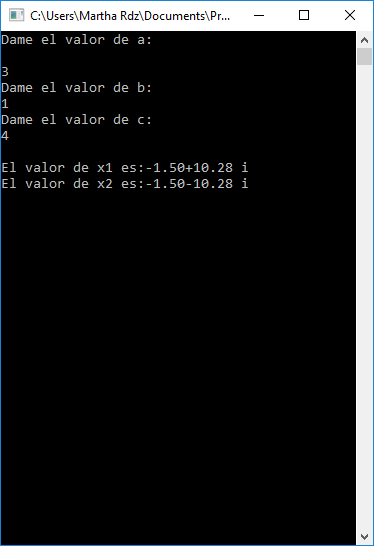 C:\Users\Martha Rdz\Documents\Pr...
Dame el valor de a:
3
Dame el valor de b:
1
Dame el valor de c:
4
El valor de x1 es:-1.50+10.28 i
El valor de x2 es:-1.50-10.28 i